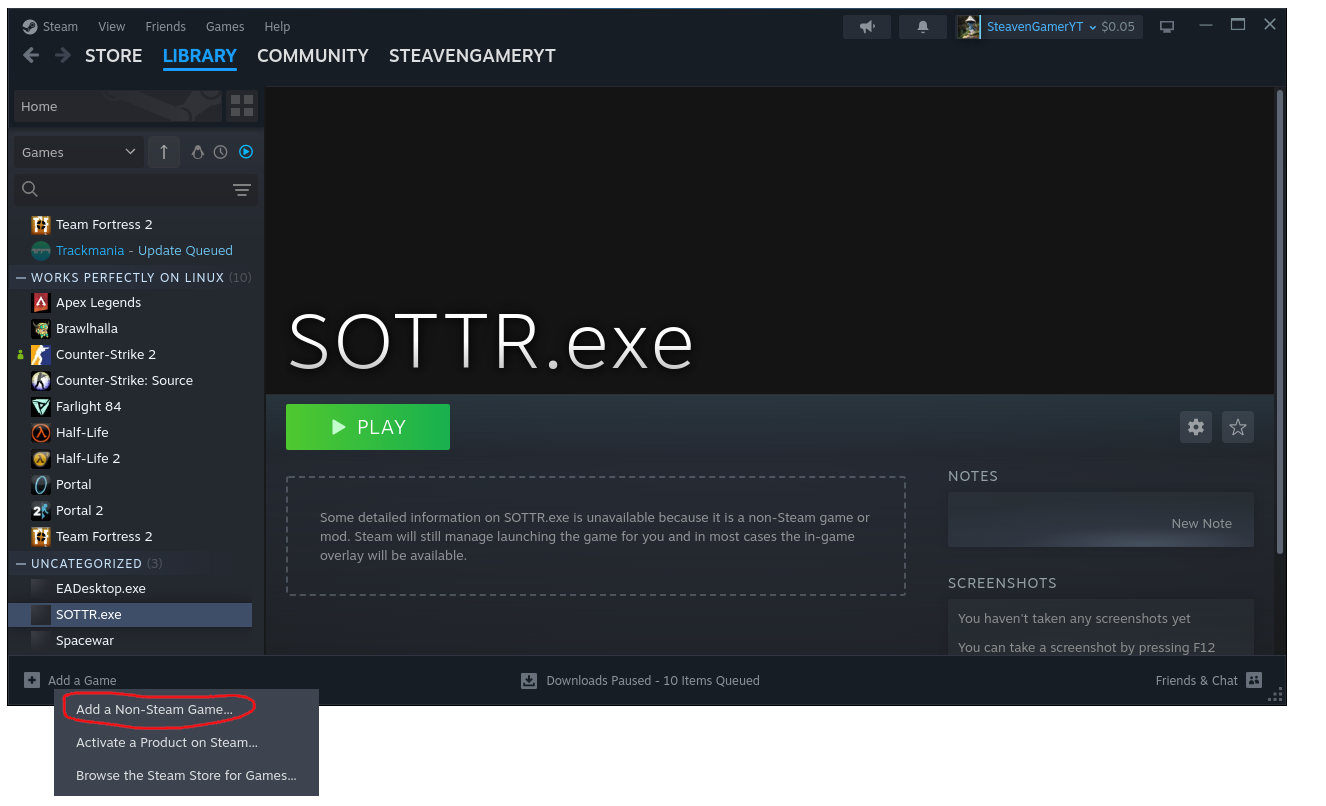 Steam View Friends Games Help
SteavenGamerYT $0.05
STORE LIBRARY COMMUNITY STEAVENGAMERYT
Home
Games
Team Fortress 2
Trackmania - Update Queued
WORKS PERFECTLY ON LINUX (10)
Apex Legends
Brawlhalla
Counter-Strike 2
Counter-Strike: Source
Farlight 84
Half-Life
Half-Life 2
Portal
Portal 2
Team Fortress 2
UNCATEGORIZED (3)
EADesktop.exe
SOTTR.exe
Spacewar
SOTTR.exe
PLAY
Some detailed information on SOTTR.exe is unavailable because it is a non-Steam game or
mod. Steam will still manage launching the game for you and in most cases the in-game
overlay will be available.
NOTES
New Note
SCREENSHOTS
You haven't taken any screenshots yet
You can take a screenshot by pressing F12
Add a Game
Downloads Paused - 10 Items Queued
Friends & Chat
Add a Non-Steam Game...
Activate a Product on Steam...
Browse the Steam Store for Games...